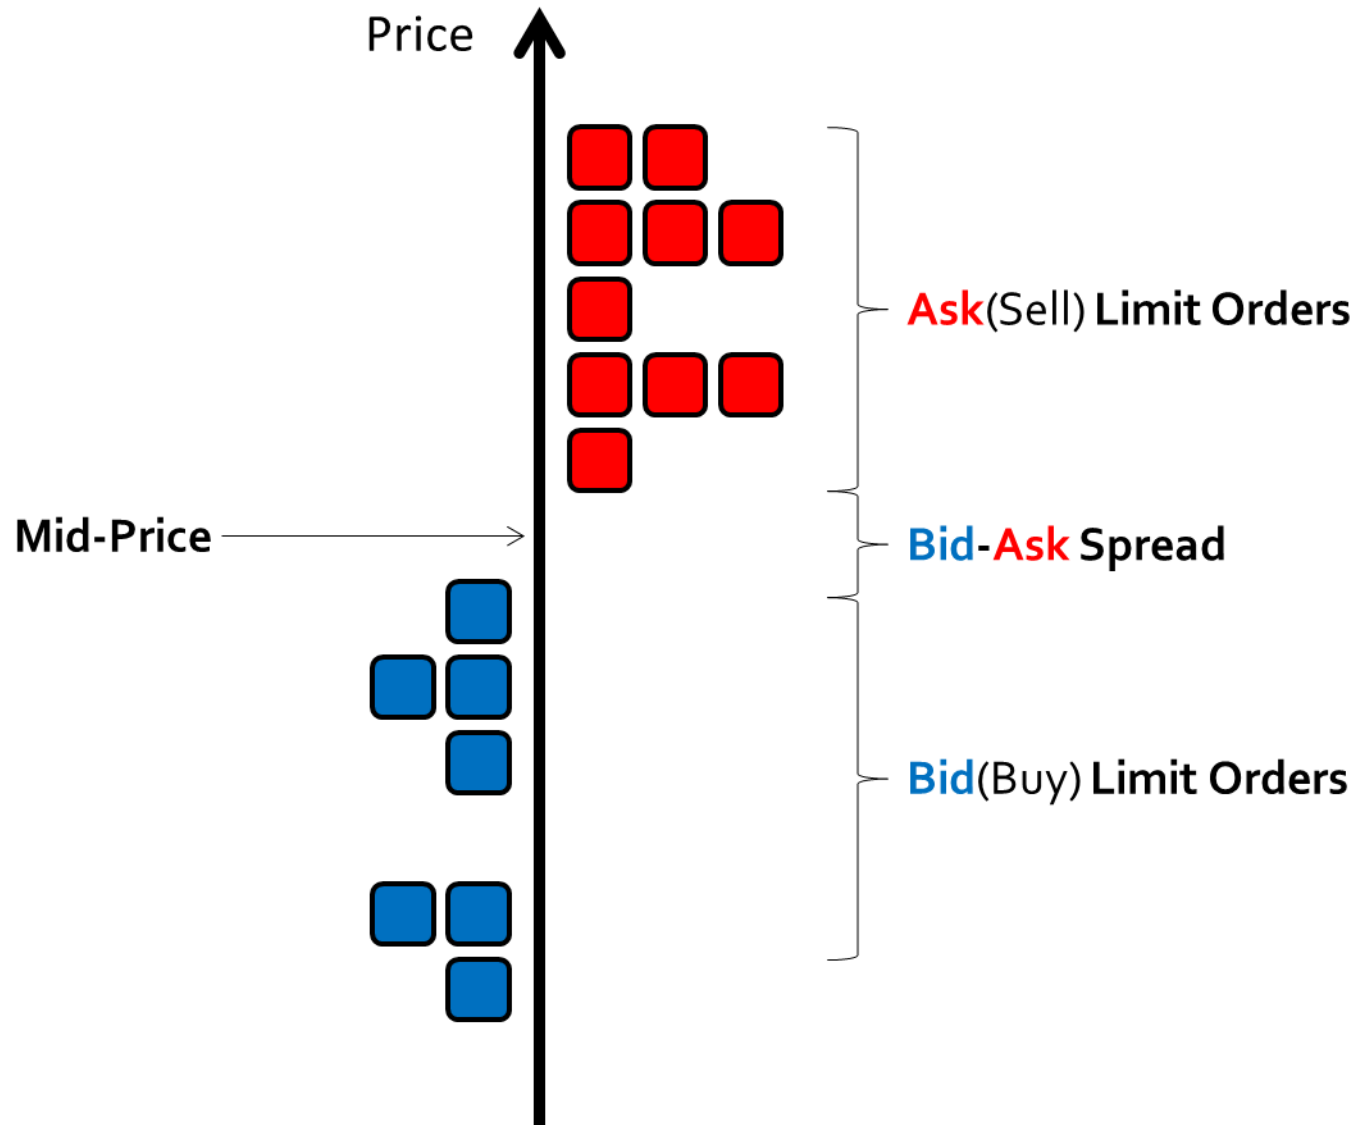 Price
Ask(Sell) Limit Orders
Mid-Price
Bid-Ask Spread
Bid(Buy) Limit Orders